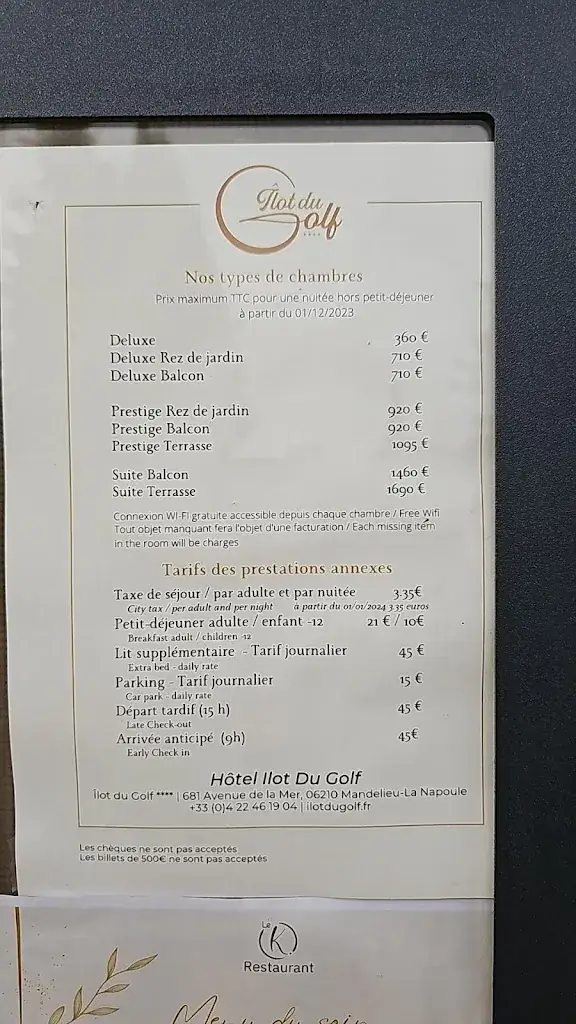 Îlot du
Golf
****
Nos types de chambres
Prix maximum TTC pour une nuitée hors petit-déjeuner
à partir du 01/12/2023
Deluxe 360 €
Deluxe Rez de jardin 710 €
Deluxe Balcon 710 €
Prestige Rez de jardin 920 €
Prestige Balcon 920 €
Prestige Terrasse 1095 €
Suite Balcon 1460 €
Suite Terrasse 1690 €
Connexion WI-FI gratuite accessible depuis chaque chambre / Free Wifi
Tout objet manquant fera l'objet d'une facturation / Each missing item
in the room will be charges
Tarifs des prestations annexes
Taxe de séjour / par adulte et par nuitée 3.35€
City tax / per adult and per night à partir du 01/01/2024 3.35 euros
Petit-déjeuner adulte / enfant -12 21 € / 10€
Breakfast adult / children -12
Lit supplémentaire - Tarif journalier 45 €
Extra bed - daily rate
Parking - Tarif journalier 15 €
Car park - daily rate
Départ tardif (15 h) 45 €
Late Check-out
Arrivée anticipé (9h) 45€
Early Check in
Hôtel Ilot Du Golf
Îlot du Golf **** | 681 Avenue de la Mer, 06210 Mandelieu-La Napoule
+33 (0)4 22 46 19 04 | ilotdugolf.fr
Les chèques ne sont pas acceptés
Les billets de 500€ ne sont pas acceptés
Le
K
Restaurant
Menu du soir